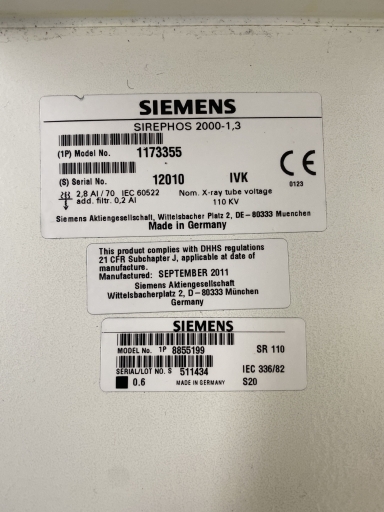 SIEMENS
SIREPHOS 2000-1,3
(1P) Model No. 1173355
(S) Serial No. 12010 IVK
2,8 Al / 70 IEC 60522 Nom. X-ray tube voltage
add. filtr. 0,2 Al 110 KV
CE
0123
Siemens Aktiengesellschaft, Wittelsbacher Platz 2, DE-80333 Muenchen
Made in Germany
This product complies with DHHS regulations
21 CFR Subchapter J, applicable at date of
manufacture.
Manufactured: SEPTEMBER 2011
Siemens Aktiengesellschaft
Wittelsbacherplatz 2, D-80333 München
Germany
SIEMENS
MODEL No. 1P 8855199 SR 110
SERIAL/LOT NO. S 511434 IEC 336/82
0.6 MADE IN GERMANY S20